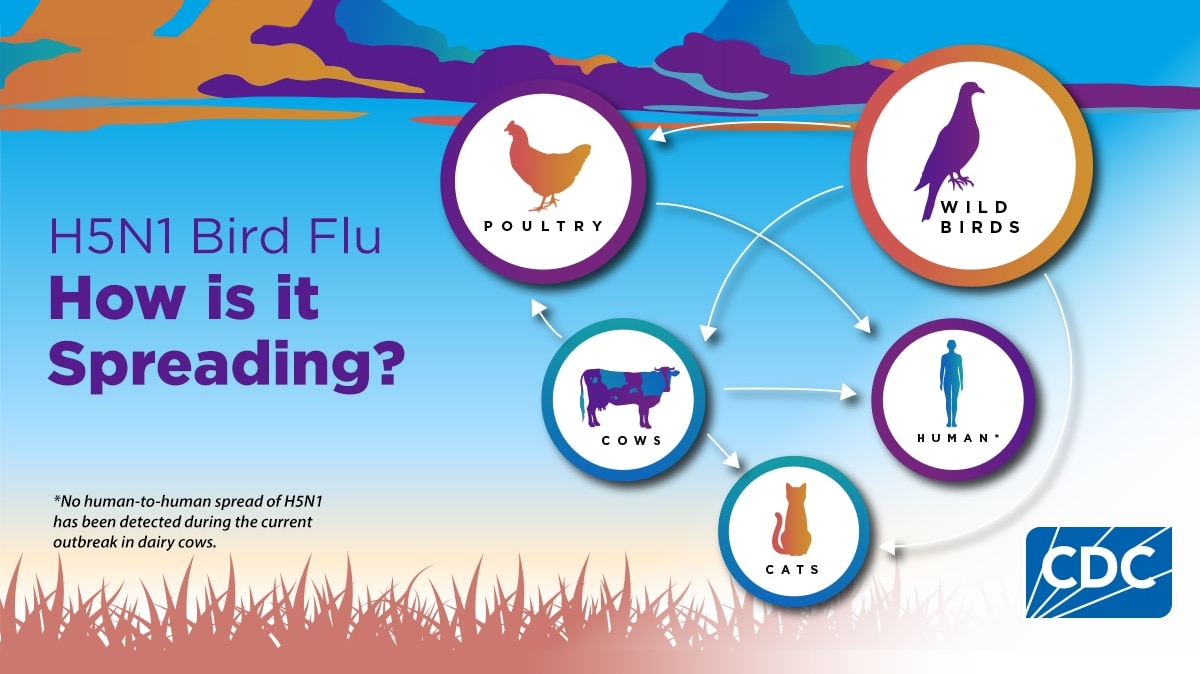 H5N1 Bird Flu
How is it
Spreading?
*No human-to-human spread of H5N1
has been detected during the current
outbreak in dairy cows.
POULTRY
WILD
BIRDS
COWS
HUMAN*
CATS
CDC